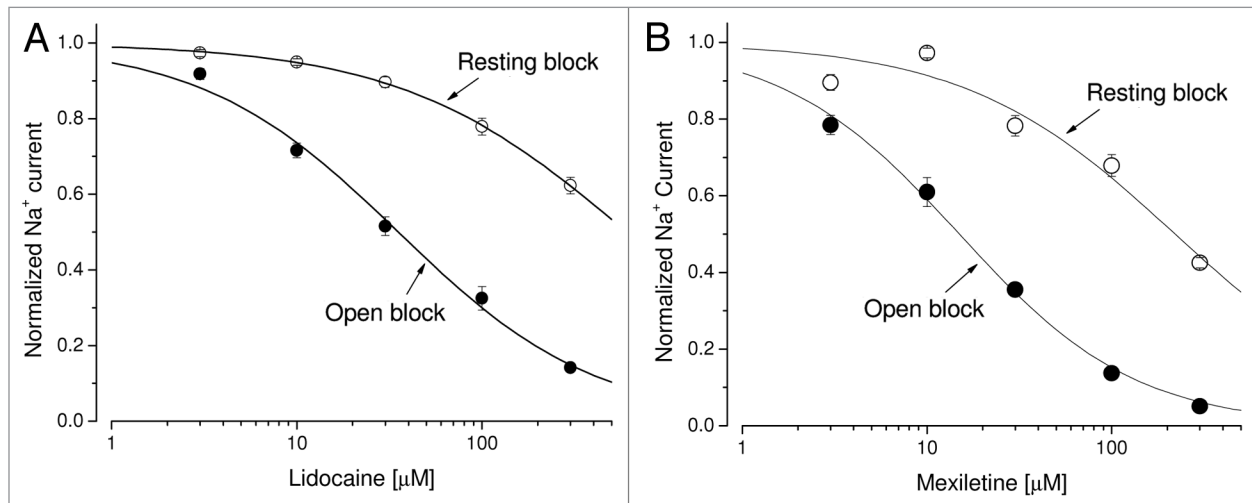 A
Normalized Na⁺ current
1.0
0.8
0.6
0.4
0.2
0.0
Resting block
Open block
1
10
100
Lidocaine [μM]
B
Normalized Na⁺ Current
1.0
0.8
0.6
0.4
0.2
0.0
Resting block
Open block
1
10
100
Mexiletine [μM]